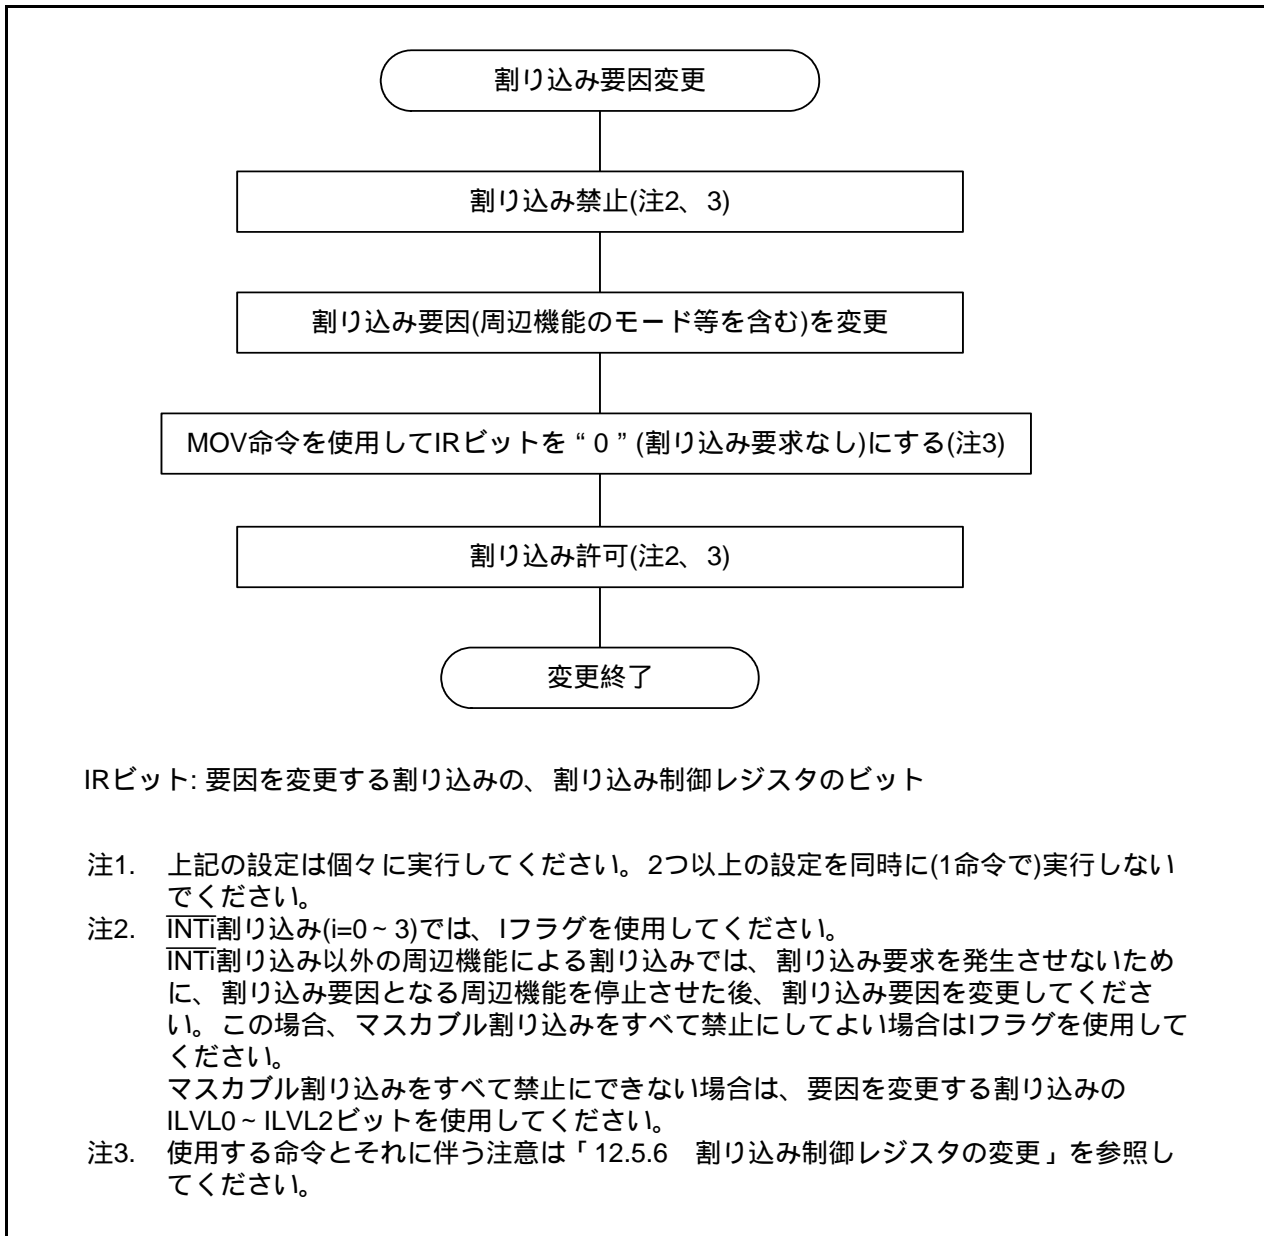 割り込み要因変更
割り込み禁止(注2、3)
割り込み要因(周辺機能のモード等を含む)を変更
MOV命令を使用してIRビットを“0”(割り込み要求なし)にする(注3)
割り込み許可(注2、3)
変更終了
IRビット: 要因を変更する割り込みの、割り込み制御レジスタのビット
注1. 上記の設定は個々に実行してください。2つ以上の設定を同時に(1命令で)実行しない
でください。
注2. INTi割り込み(i=0~3)では、Iフラグを使用してください。
INTi割り込み以外の周辺機能による割り込みでは、割り込み要求を発生させないため
に、割り込み要因となる周辺機能を停止させた後、割り込み要因を変更してくださ
い。この場合、マスカブル割り込みをすべて禁止にしてよい場合はIフラグを使用して
ください。
マスカブル割り込みをすべて禁止にできない場合は、要因を変更する割り込みの
ILVL0~ILVL2ビットを使用してください。
注3. 使用する命令とそれに伴う注意は「12.5.6 割り込み制御レジスタの変更」を参照し
てください。